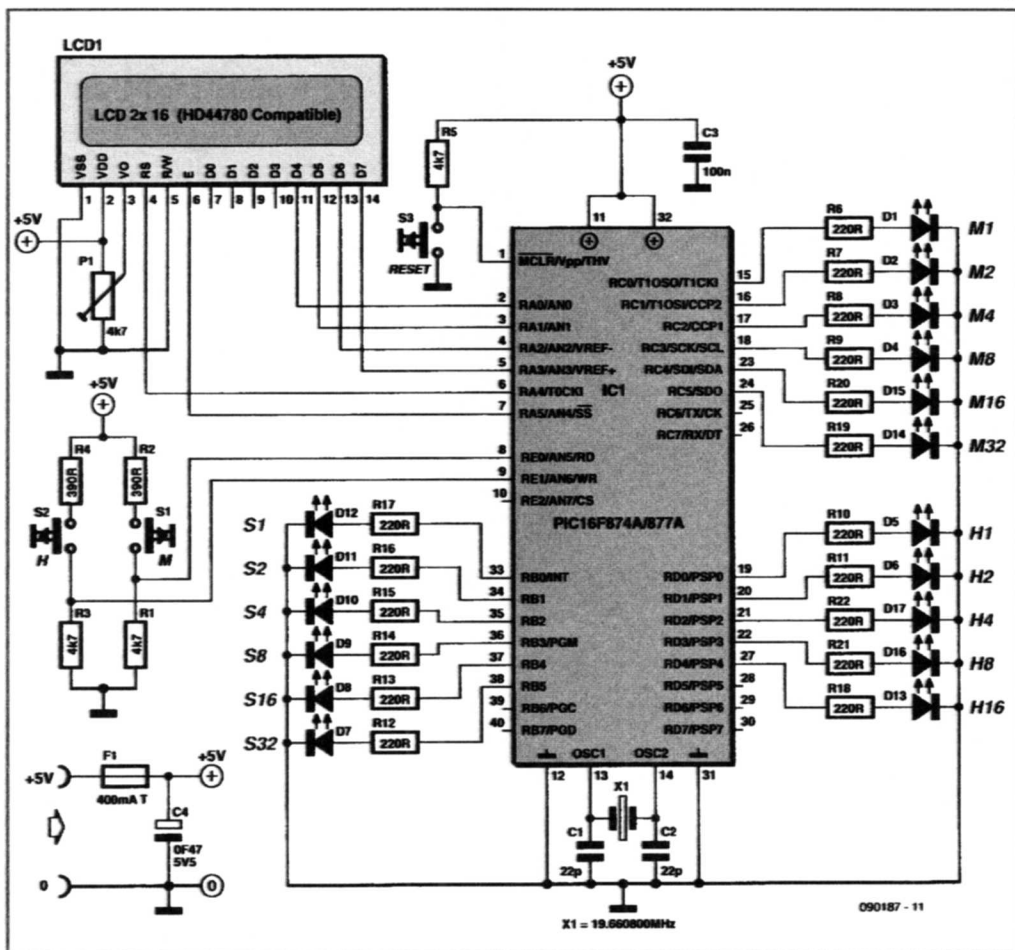 LCD1
LCD 2x 16 (HD44780 Compatible)
VSS
VDD
VO
RS
R/W
E
D0
D1
D2
D3
D4
D5
D6
D7
1
2
3
4
5
6
7
8
9
10
11
12
13
14
+5V
P1
4k7
+5V
R5
4k7
S3
RESET
C3
100n
11
32
1
MCLR/Vpp/THV
2
RA0/AN0
3
RA1/AN1
4
RA2/AN2/VREF-
5
RA3/AN3/VREF+
6
RA4/T0CKI
7
RA5/AN4/SS
8
RE0/AN5/RD
9
RE1/AN6/WR
10
RE2/AN7/CS
IC1
PIC16F874A/877A
RC0/T1OSO/T1CKI
15
RC1/T1OSI/CCP2
16
RC2/CCP1
17
RC3/SCK/SCL
18
RC4/SDI/SDA
23
RC5/SDO
24
RC6/TX/CK
25
RC7/RX/DT
26
R6
220R
D1
M1
R7
220R
D2
M2
R8
220R
D3
M4
R9
220R
D4
M8
R20
220R
D15
M16
R19
220R
D14
M32
+5V
R4
390R
R2
390R
S2
H
S1
M
R3
4k7
R1
4k7
S1
D12
R17
220R
33
RB0/INT
S2
D11
R16
220R
34
RB1
S4
D10
R15
220R
35
RB2
S8
D9
R14
220R
36
RB3/PGM
S16
D8
R13
220R
37
RB4
S32
D7
R12
220R
38
RB5
39
RB6/PGC
40
RB7/PGD
RD0/PSP0
19
RD1/PSP1
20
RD2/PSP2
21
RD3/PSP3
22
RD4/PSP4
27
RD5/PSP5
28
RD6/PSP6
29
RD7/PSP7
30
R10
220R
D5
H1
R11
220R
D6
H2
R22
220R
D17
H4
R21
220R
D16
H8
R18
220R
D13
H16
OSC1
OSC2
12
13
14
31
X1
C1
22p
C2
22p
X1 = 19.660800MHz
+5V
F1
400mA T
+5V
C4
0F47
5V5
0
0
090187 - 11